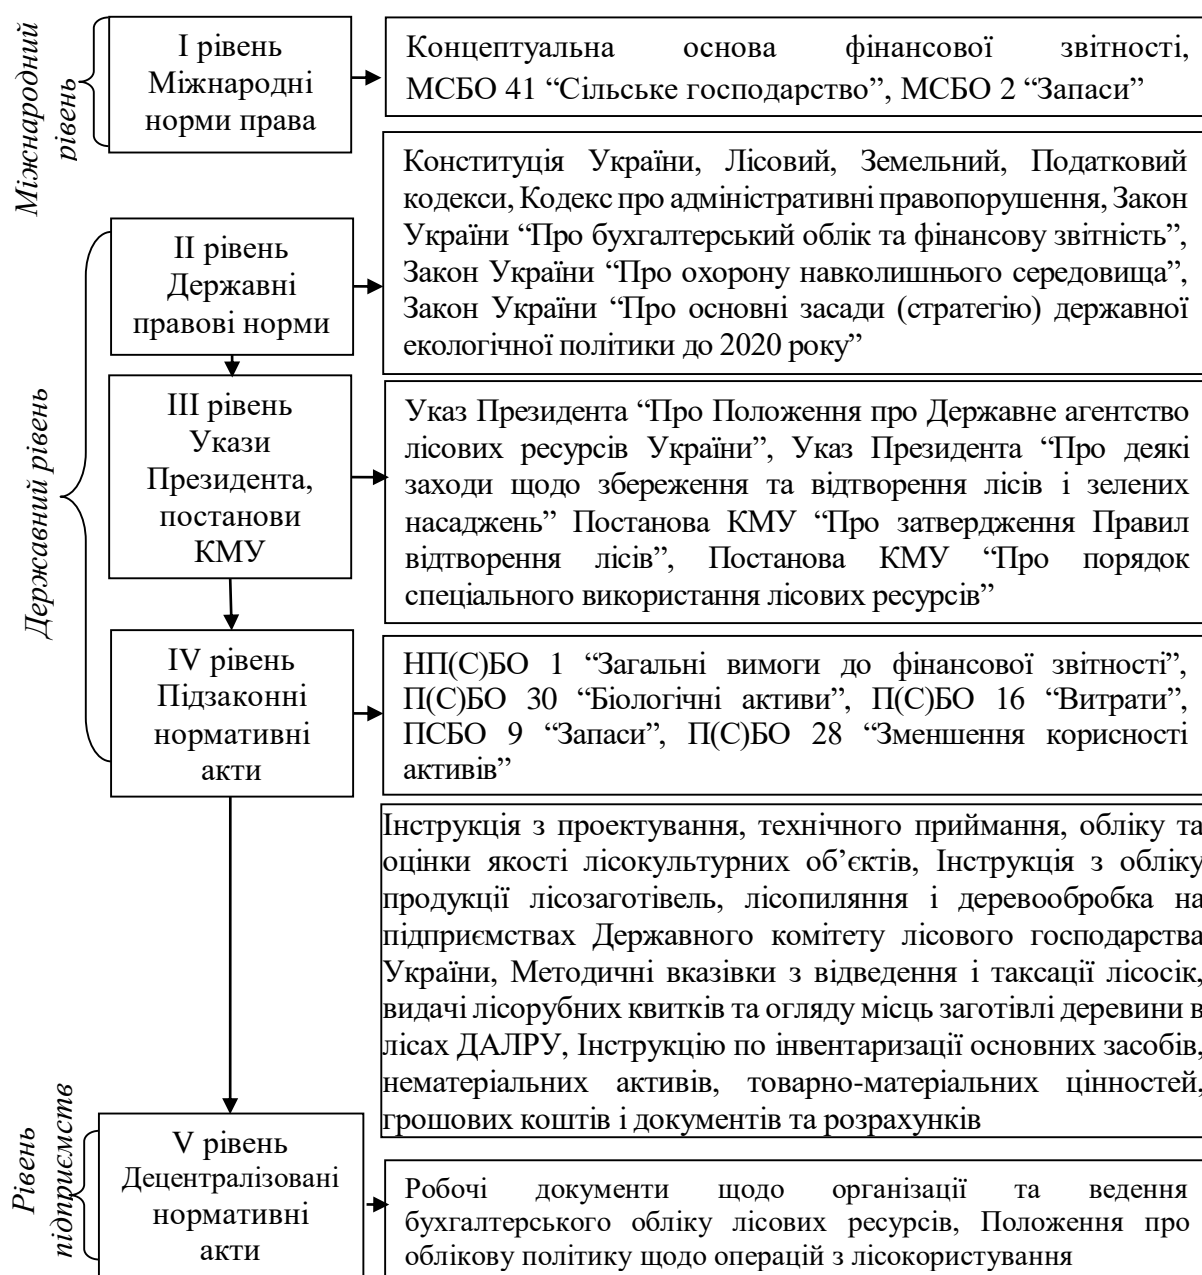 Міжнародний
рівень
І рівень
Міжнародні
норми права
Концептуальна основа фінансової звітності,
МСБО 41 “Сільське господарство”, МСБО 2 “Запаси”
Державний рівень
ІІ рівень
Державні
правові норми
Конституція України, Лісовий, Земельний, Податковий
кодекси, Кодекс про адміністративні правопорушення, Закон
України “Про бухгалтерський облік та фінансову звітність”,
Закон України “Про охорону навколишнього середовища”,
Закон України “Про основні засади (стратегію) державної
екологічної політики до 2020 року”
ІІІ рівень
Укази
Президента,
постанови
КМУ
Указ Президента “Про Положення про Державне агентство
лісових ресурсів України”, Указ Президента “Про деякі
заходи щодо збереження та відтворення лісів і зелених
насаджень” Постанова КМУ “Про затвердження Правил
відтворення лісів”, Постанова КМУ “Про порядок
спеціального використання лісових ресурсів”
IV рівень
Підзаконні
нормативні
акти
НП(С)БО 1 “Загальні вимоги до фінансової звітності”,
П(С)БО 30 “Біологічні активи”, П(С)БО 16 “Витрати”,
ПСБО 9 “Запаси”, П(С)БО 28 “Зменшення корисності
активів”
Інструкція з проектування, технічного приймання, обліку та
оцінки якості лісокультурних об’єктів, Інструкція з обліку
продукції лісозаготівель, лісопиляння і деревообробка на
підприємствах Державного комітету лісового господарства
України, Методичні вказівки з відведення і таксації лісосік,
видачі лісорубних квитків та огляду місць заготівлі деревини в
лісах ДАЛРУ, Інструкцію по інвентаризації основних засобів,
нематеріальних активів, товарно-матеріальних цінностей,
грошових коштів і документів та розрахунків
Рівень
підприємств
V рівень
Децентралізовані
нормативні
акти
Робочі документи щодо організації та ведення
бухгалтерського обліку лісових ресурсів, Положення про
облікову політику щодо операцій з лісокористування